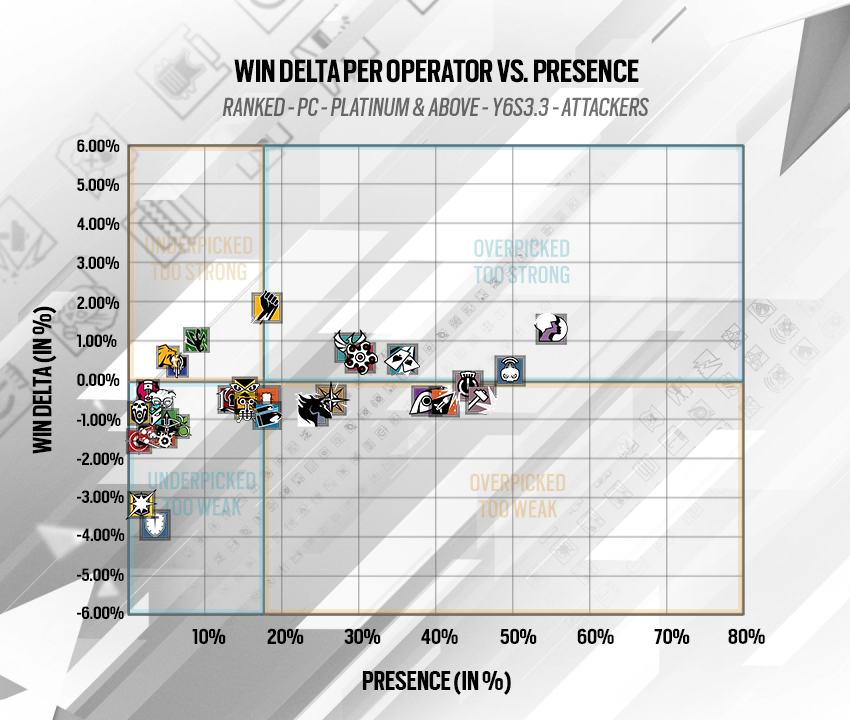 WIN DELTA PER OPERATOR VS. PRESENCE
RANKED - PC - PLATINUM & ABOVE - Y6S3.3 - ATTACKERS
6.00%
5.00%
4.00%
3.00%
2.00%
1.00%
0.00%
-1.00%
-2.00%
-3.00%
-4.00%
-5.00%
-6.00%
WIN DELTA (IN %)
UNDERPICKED
TOO STRONG
OVERPICKED
TOO STRONG
UNDERPICKED
TOO WEAK
OVERPICKED
TOO WEAK
10%
20%
30%
40%
50%
60%
70%
80%
PRESENCE (IN %)